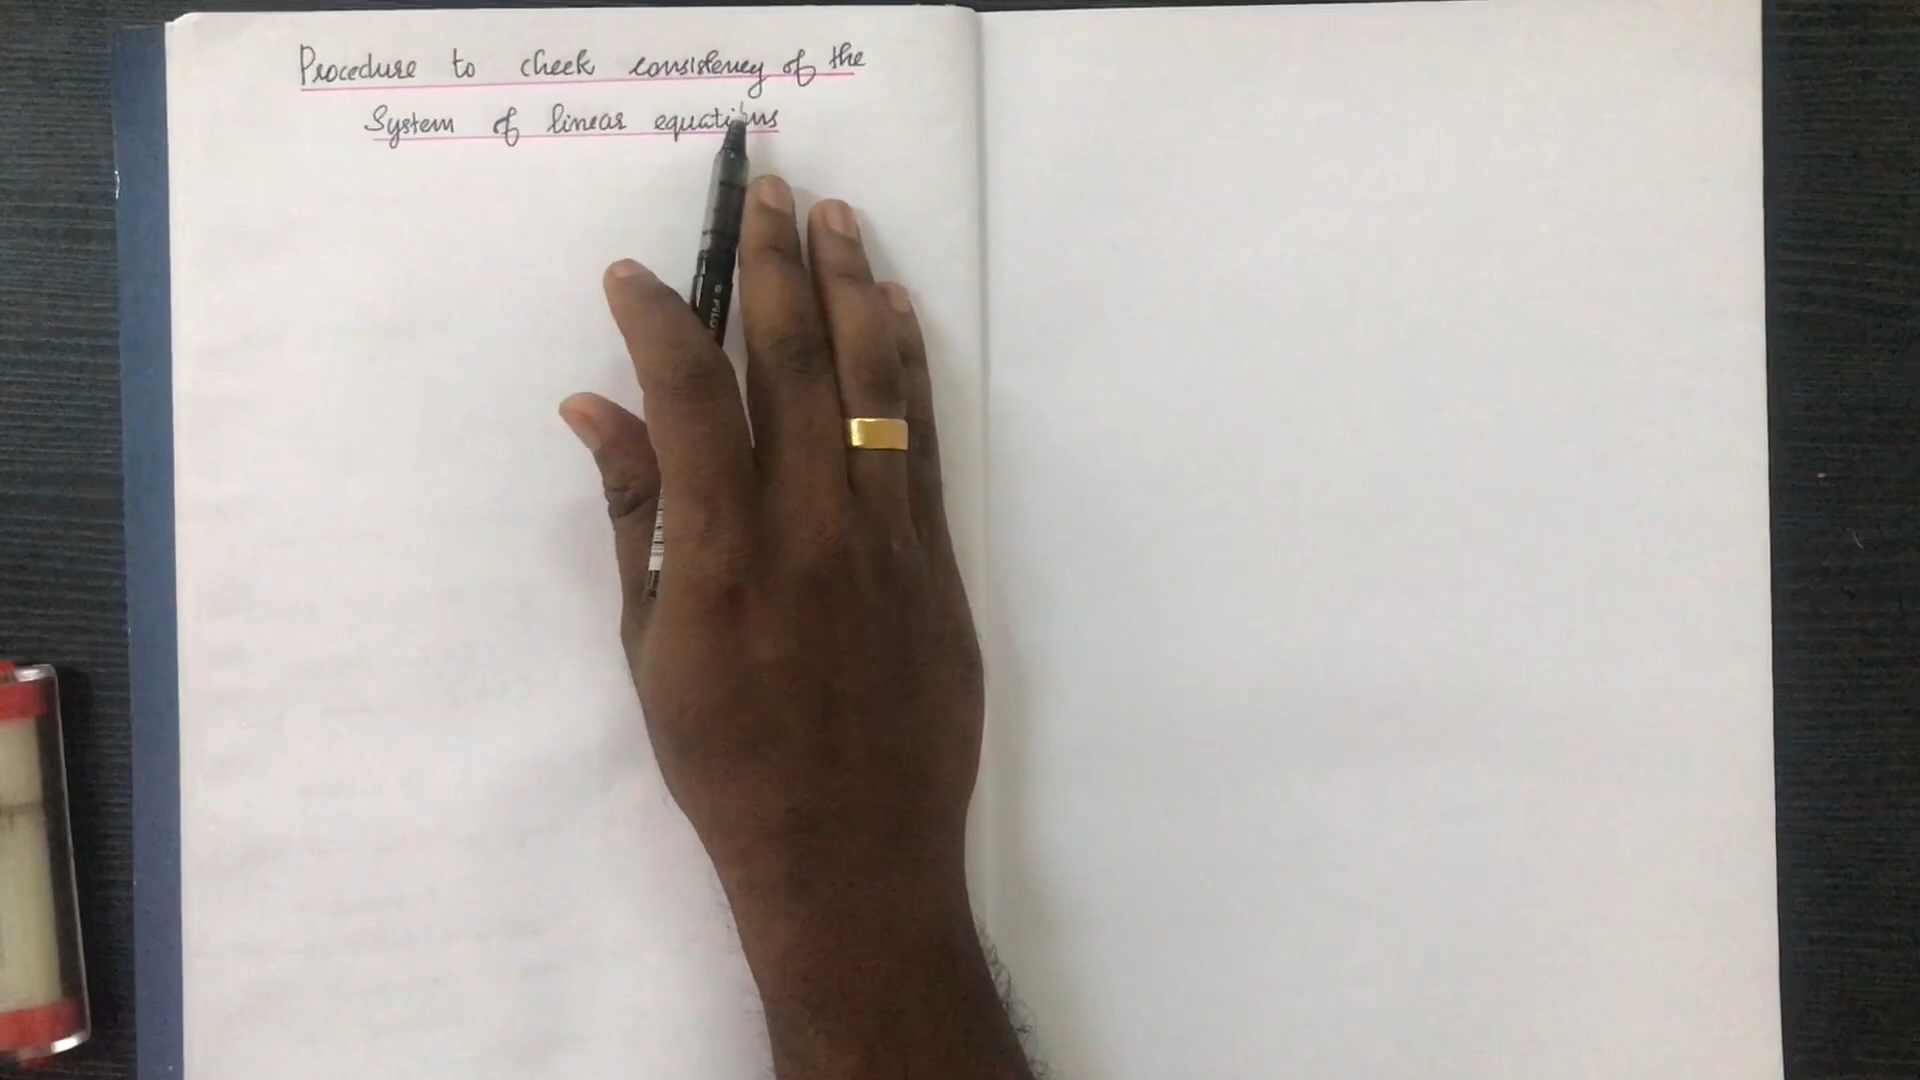 Procedure to check consistency of the
System of linear equations